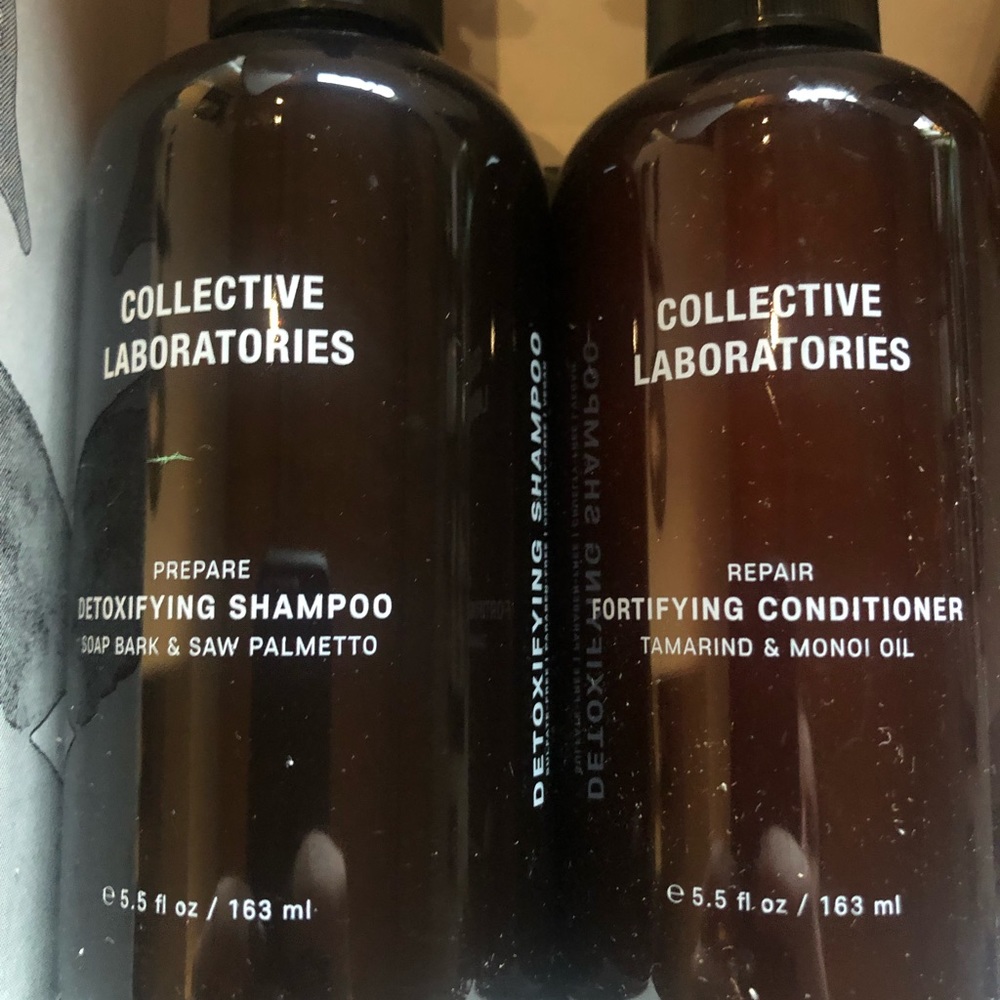 COLLECTIVE
LABORATORIES
PREPARE
DETOXIFYING SHAMPOO
SOAP BARK & SAW PALMETTO
℮ 5.5 fl oz / 163 ml
DETOXIFYING SHAMPOO
COLLECTIVE
LABORATORIES
REPAIR
FORTIFYING CONDITIONER
TAMARIND & MONOI OIL
℮ 5.5 fl. oz / 163 ml